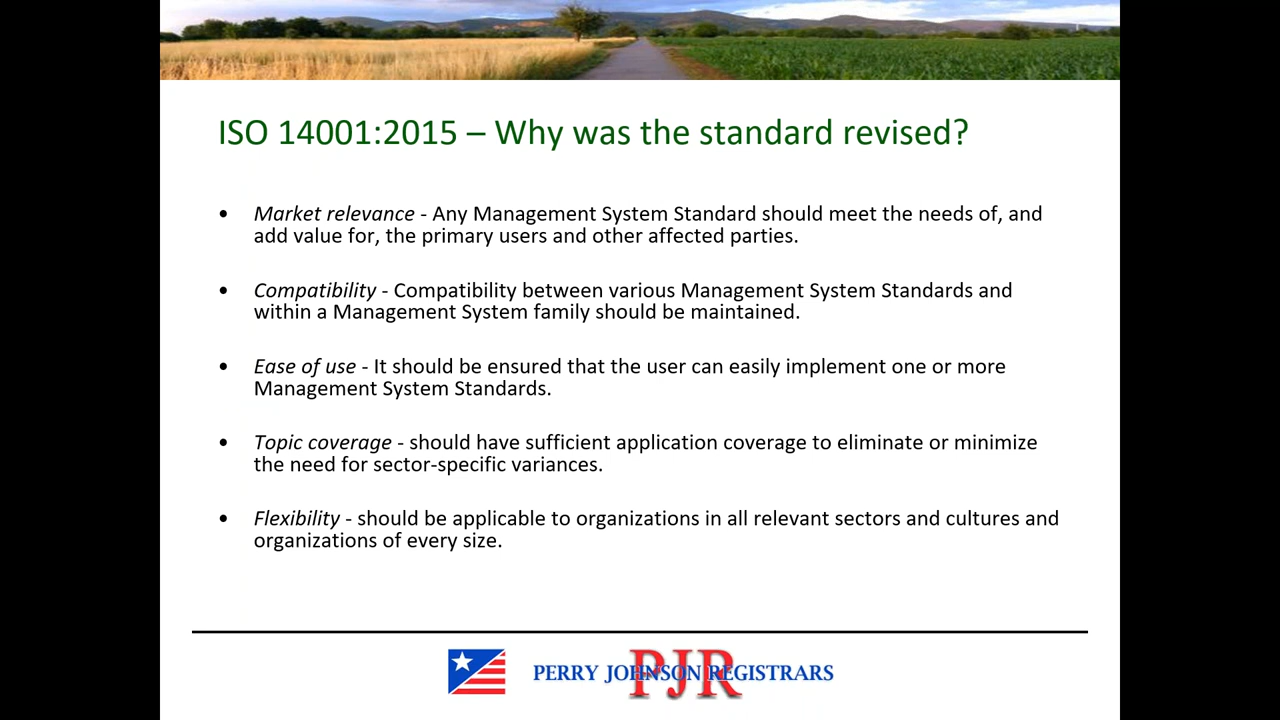 ISO 14001:2015 – Why was the standard revised?
• Market relevance - Any Management System Standard should meet the needs of, and
add value for, the primary users and other affected parties.
• Compatibility - Compatibility between various Management System Standards and
within a Management System family should be maintained.
• Ease of use - It should be ensured that the user can easily implement one or more
Management System Standards.
• Topic coverage - should have sufficient application coverage to eliminate or minimize
the need for sector-specific variances.
• Flexibility - should be applicable to organizations in all relevant sectors and cultures and
organizations of every size.
PJR
PERRY JOHNSON REGISTRARS